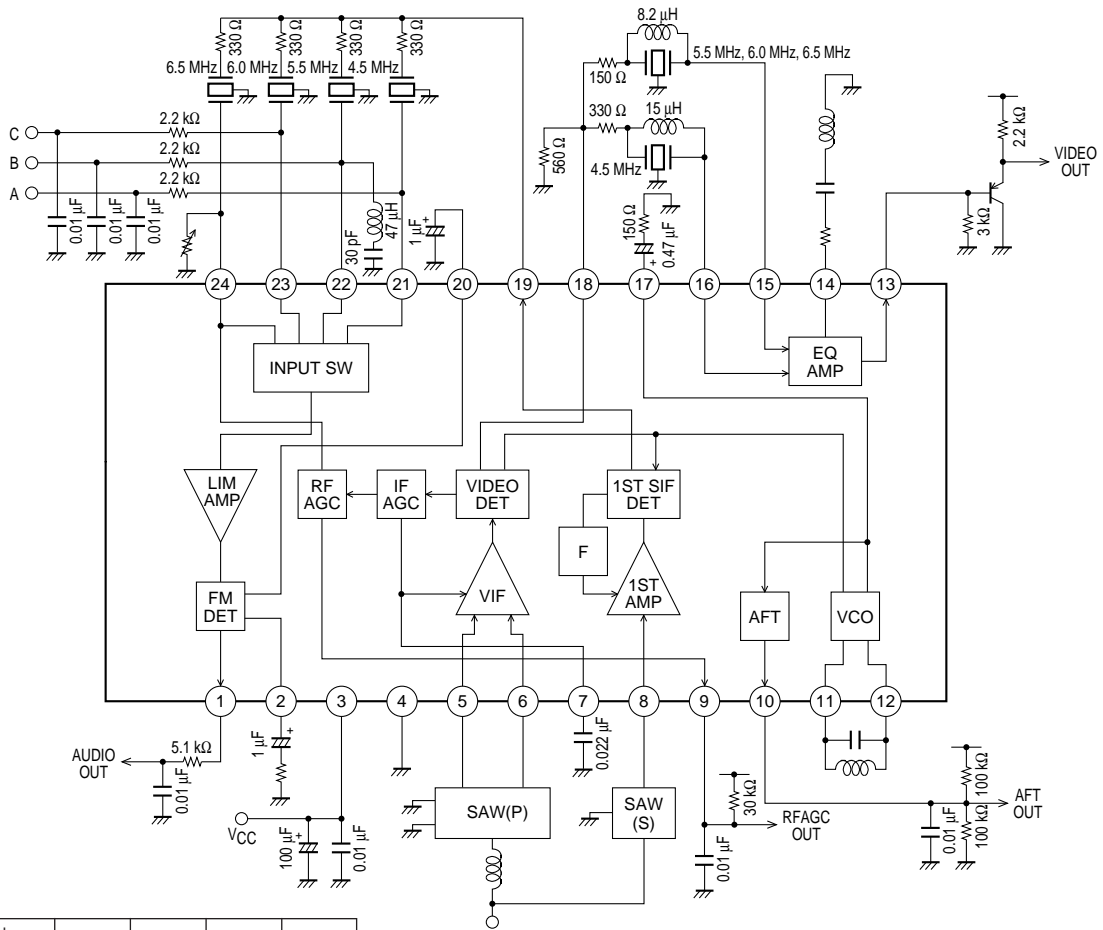 330 Ω
330 Ω
330 Ω
330 Ω
8.2 µH
6.5 MHz
6.0 MHz
5.5 MHz
4.5 MHz
150 Ω
5.5 MHz, 6.0 MHz, 6.5 MHz
330 Ω
15 µH
560 Ω
4.5 MHz
2.2 kΩ
VIDEO
OUT
C
2.2 kΩ
B
2.2 kΩ
A
2.2 kΩ
0.01 µF
0.01 µF
0.01 µF
30 pF
47 µH
1 µF
+
150 Ω
0.47 µF
+
3 kΩ
24
23
22
21
20
19
18
17
16
15
14
13
INPUT SW
EQ
AMP
LIM
AMP
RF
AGC
IF
AGC
VIDEO
DET
1ST SIF
DET
F
VIF
1ST
AMP
FM
DET
AFT
VCO
1
2
3
4
5
6
7
8
9
10
11
12
AUDIO
OUT
5.1 kΩ
0.01 µF
1 µF
+
0.022 µF
VCC
100 µF
+
0.01 µF
SAW(P)
SAW
(S)
30 kΩ
RFAGC
OUT
0.01 µF
100 kΩ
AFT
OUT
0.01 µF
100 kΩ